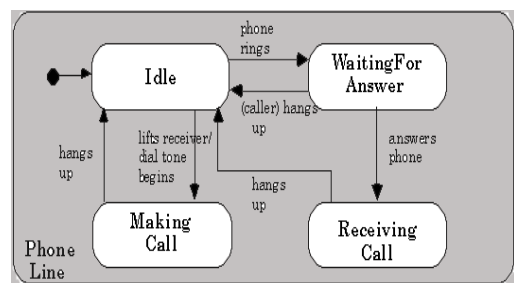 phone
rings
Idle
WaitingFor
Answer
(caller) hangs
up
hangs
up
lifts receiver/
dial tone
begins
answers
phone
hangs
up
Making
Call
Receiving
Call
Phone
Line